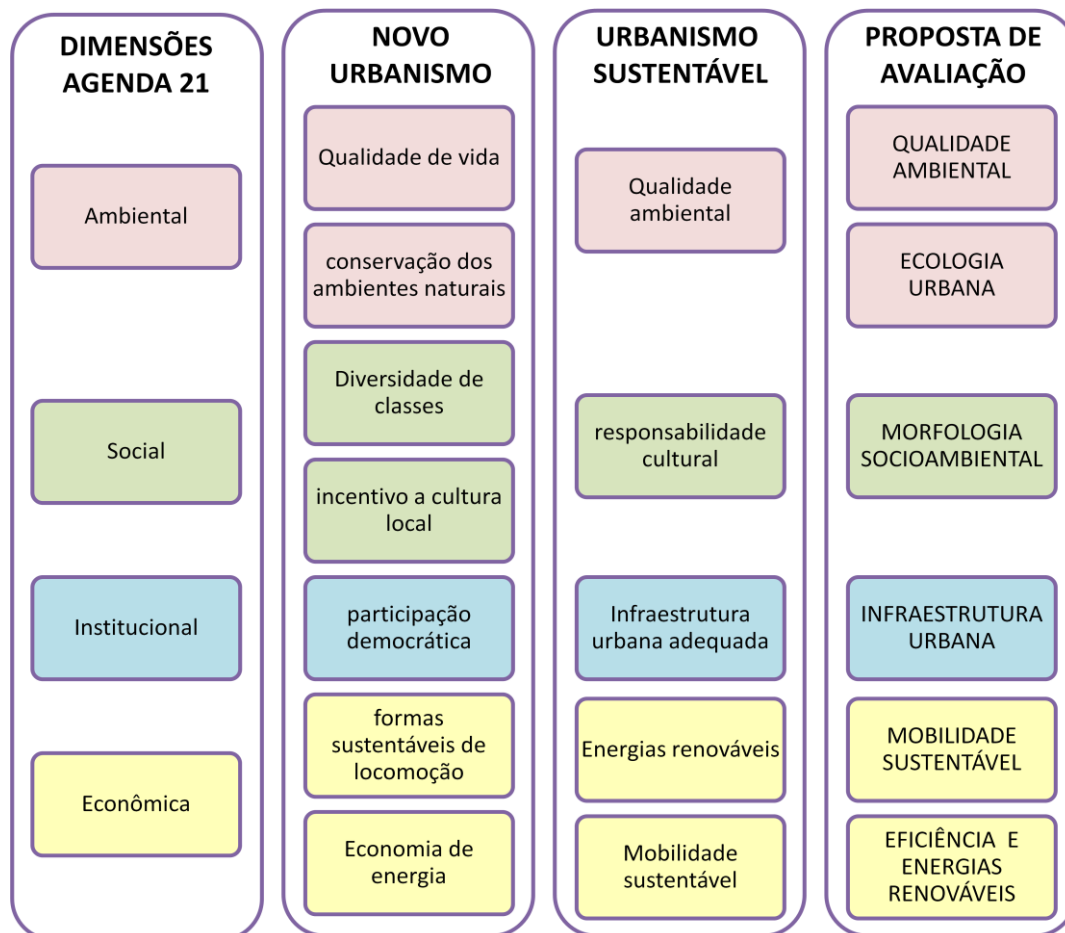 DIMENSÕES
AGENDA 21
Ambiental
Social
Institucional
Econômica
NOVO
URBANISMO
Qualidade de vida
conservação dos
ambientes naturais
Diversidade de
classes
incentivo a cultura
local
participação
democrática
formas
sustentáveis de
locomoção
Economia de
energia
URBANISMO
SUSTENTÁVEL
Qualidade
ambiental
responsabilidade
cultural
Infraestrutura
urbana adequada
Energias renováveis
Mobilidade
sustentável
PROPOSTA DE
AVALIAÇÃO
QUALIDADE
AMBIENTAL
ECOLOGIA
URBANA
MORFOLOGIA
SOCIOAMBIENTAL
INFRAESTRUTURA
URBANA
MOBILIDADE
SUSTENTÁVEL
EFICIÊNCIA E
ENERGIAS
RENOVÁVEIS